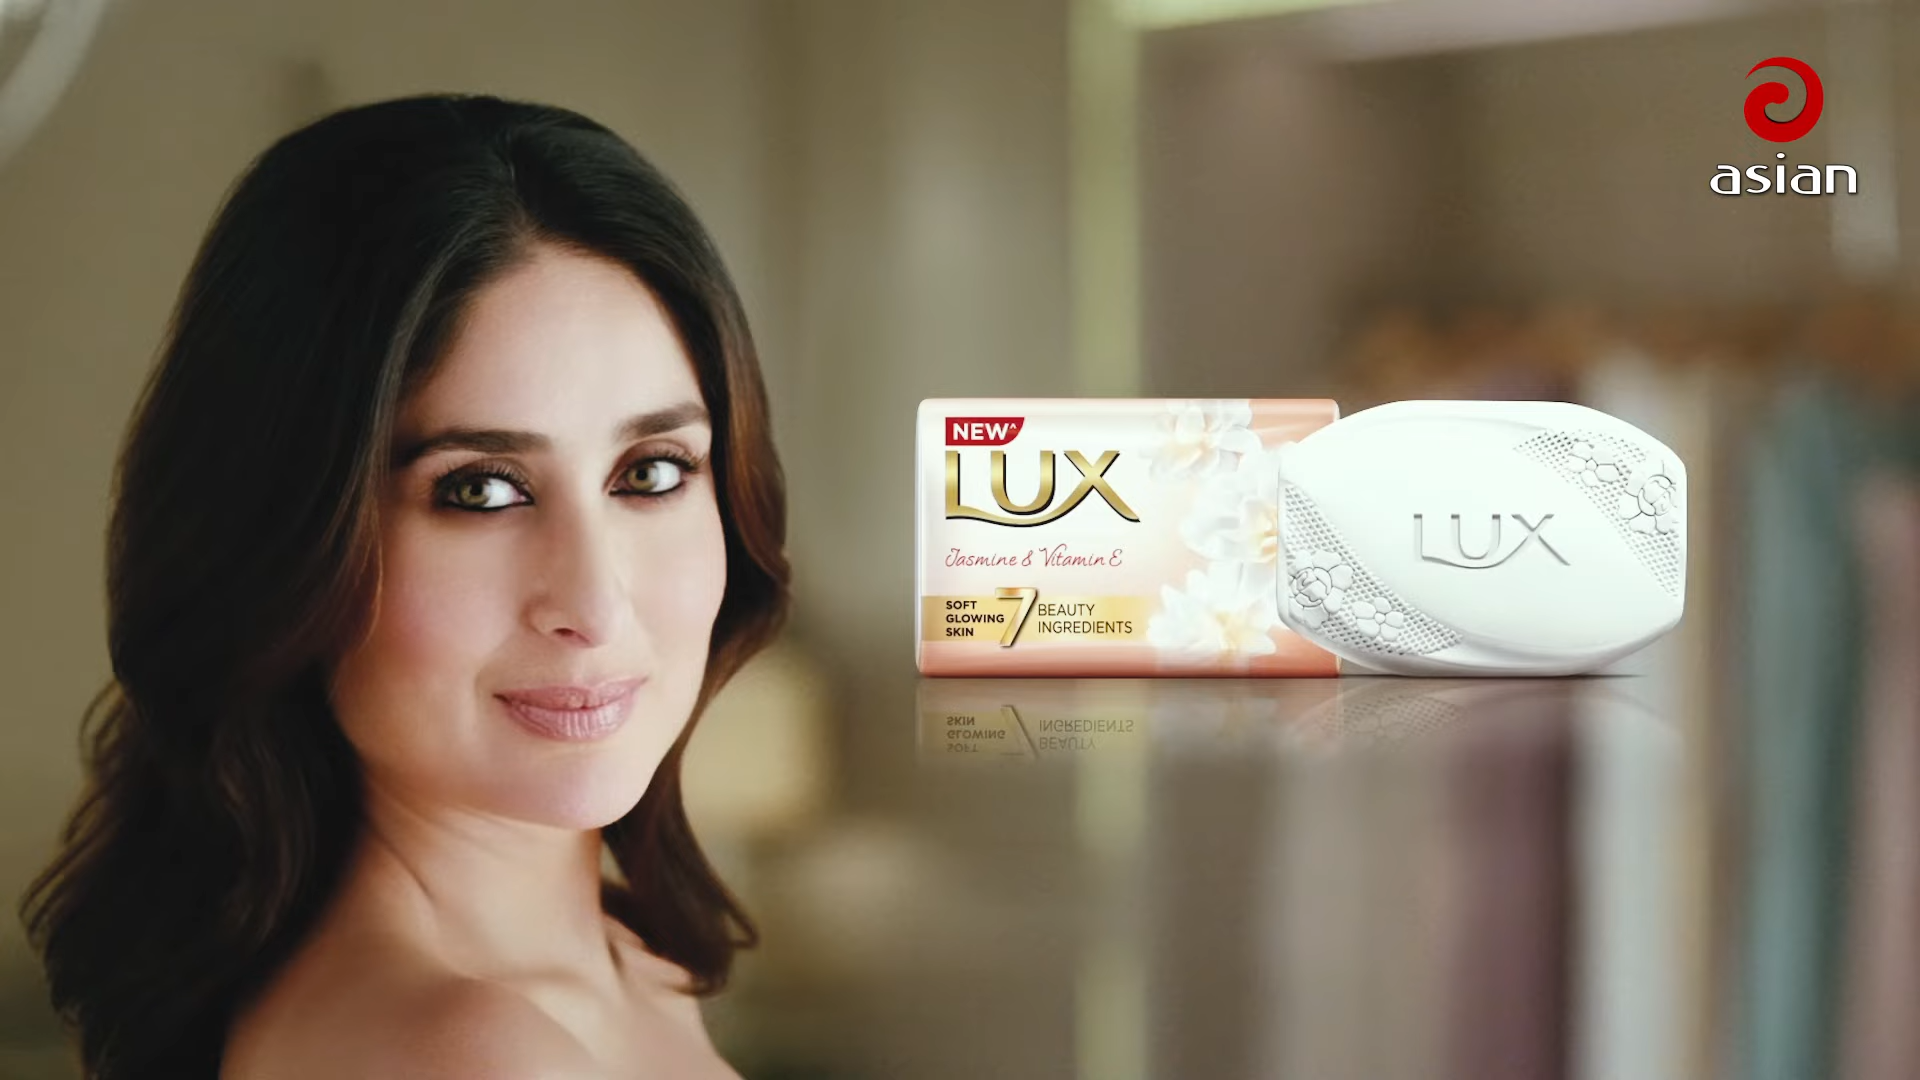 asian
NEW^
LUX
Jasmine & Vitamin E
SOFT
GLOWING
SKIN
7
BEAUTY
INGREDIENTS
LUX